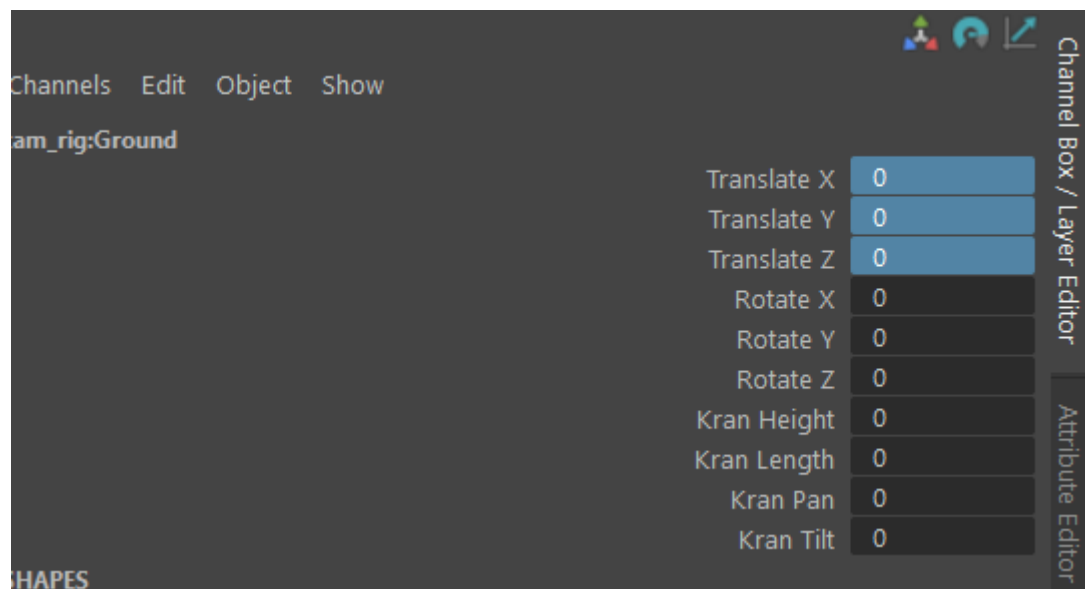 Channels Edit Object Show
am_rig:Ground
Translate X 0
Translate Y 0
Translate Z 0
Rotate X 0
Rotate Y 0
Rotate Z 0
Kran Height 0
Kran Length 0
Kran Pan 0
Kran Tilt 0
SHAPES
Channel Box / Layer Editor
Attribute Editor